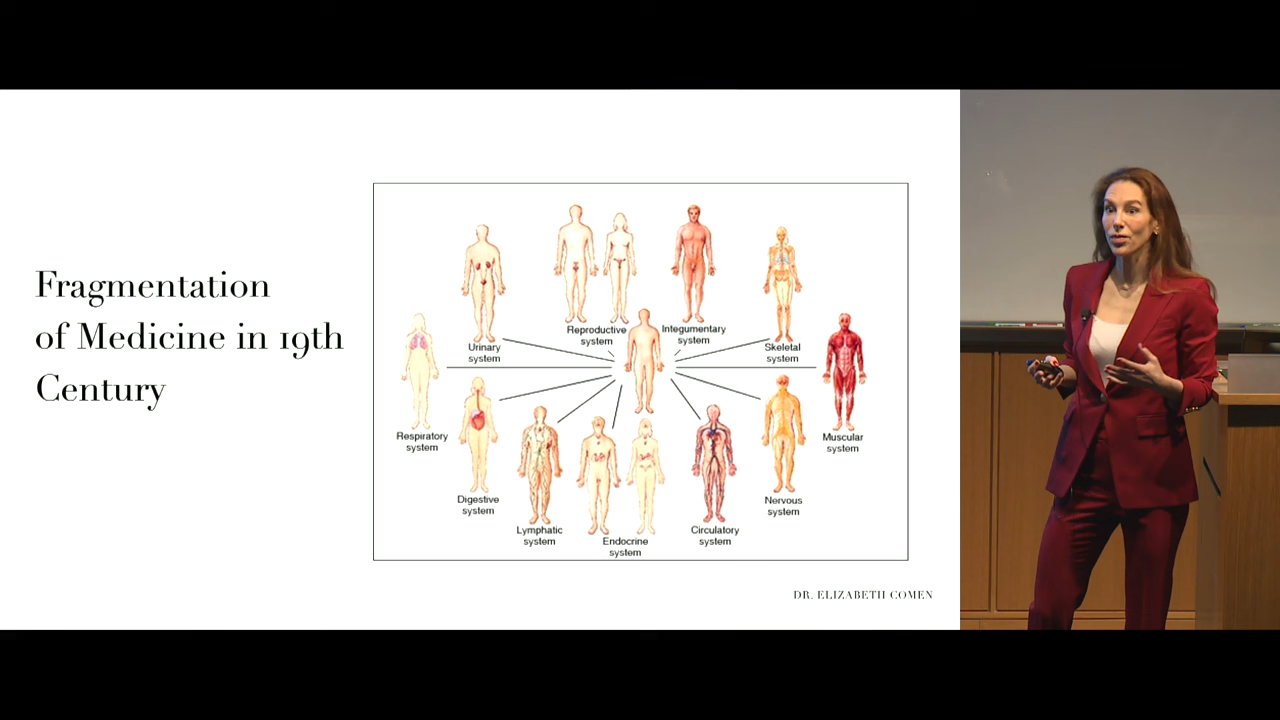 Fragmentation
of Medicine in 19th
Century
Urinary
system
Reproductive
system
Integumentary
system
Skeletal
system
Respiratory
system
Muscular
system
Digestive
system
Nervous
system
Lymphatic
system
Endocrine
system
Circulatory
system
DR. ELIZABETH COMEN